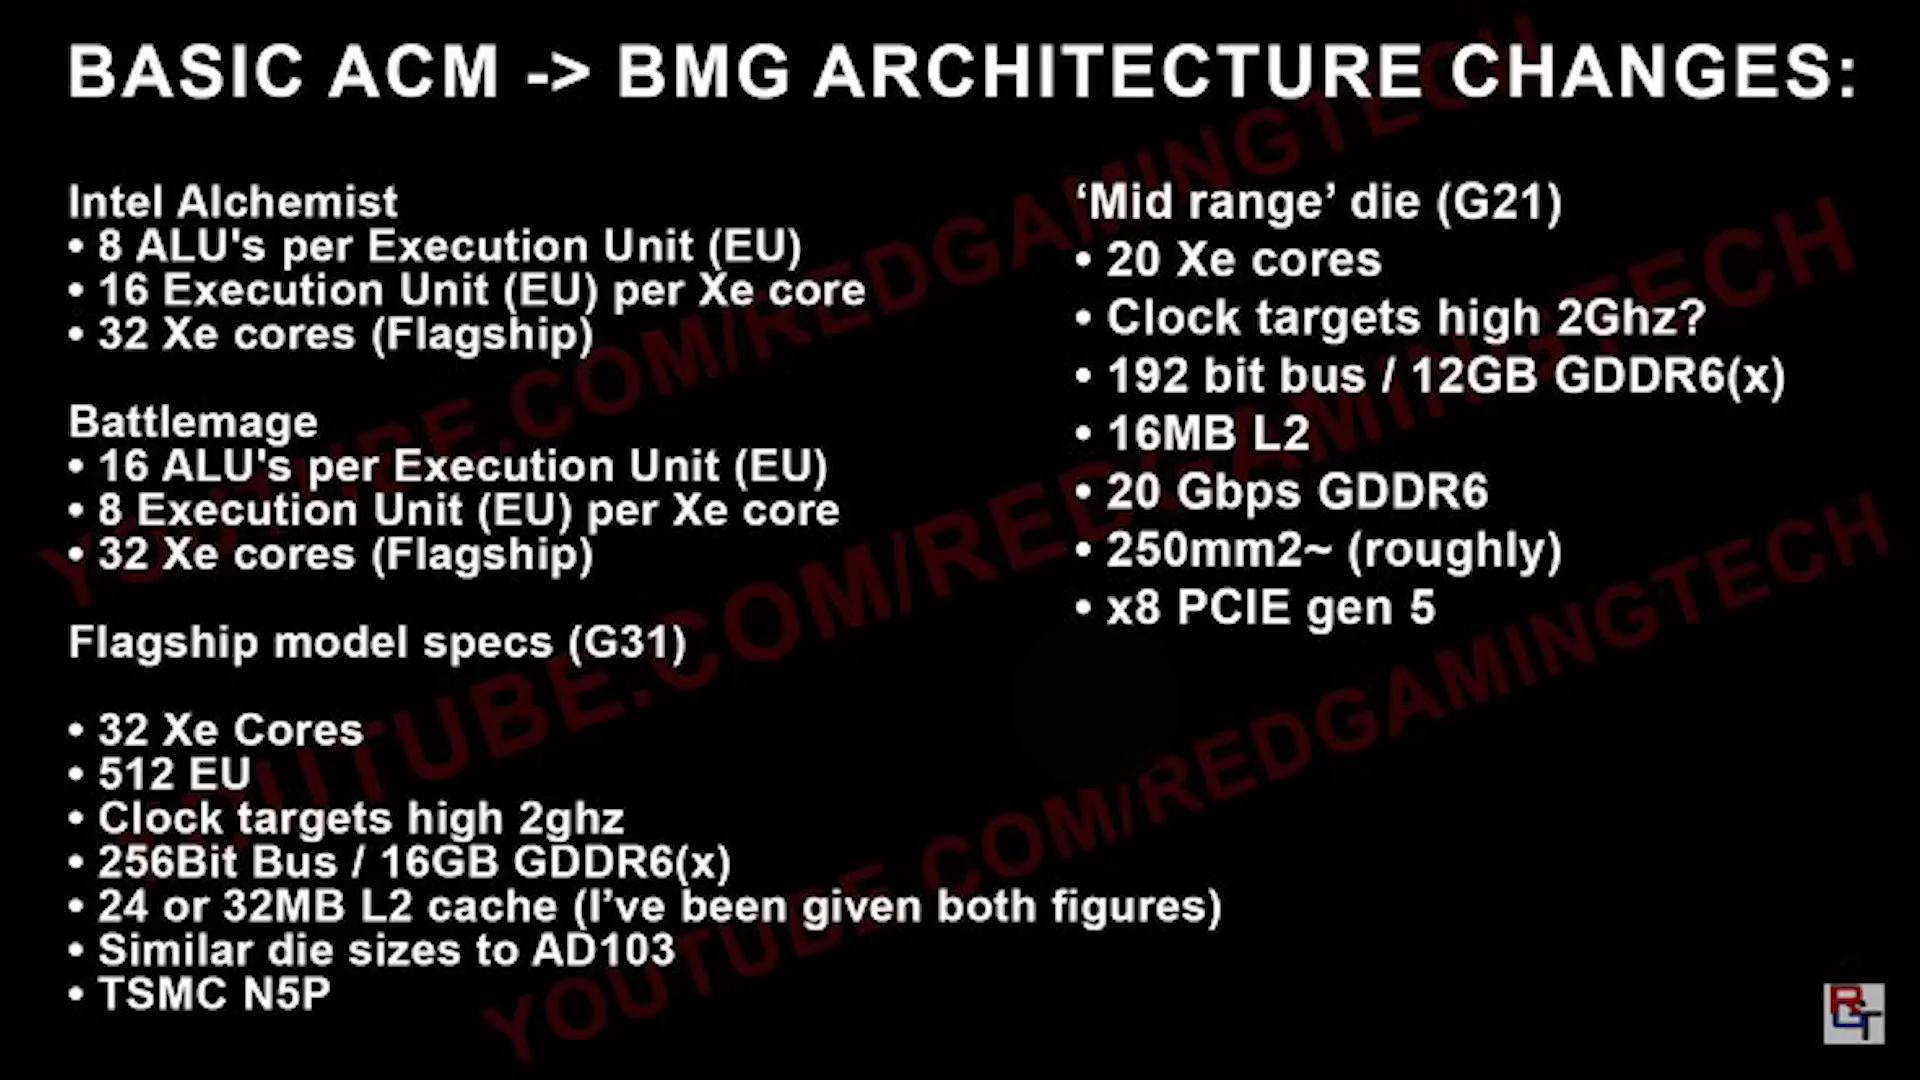 BASIC ACM -> BMG ARCHITECTURE CHANGES:
Intel Alchemist
• 8 ALU's per Execution Unit (EU)
• 16 Execution Unit (EU) per Xe core
• 32 Xe cores (Flagship)
Battlemage
• 16 ALU's per Execution Unit (EU)
• 8 Execution Unit (EU) per Xe core
• 32 Xe cores (Flagship)
Flagship model specs (G31)
• 32 Xe Cores
• 512 EU
• Clock targets high 2ghz
• 256Bit Bus / 16GB GDDR6(x)
• 24 or 32MB L2 cache (I’ve been given both figures)
• Similar die sizes to AD103
• TSMC N5P
‘Mid range’ die (G21)
• 20 Xe cores
• Clock targets high 2Ghz?
• 192 bit bus / 12GB GDDR6(x)
• 16MB L2
• 20 Gbps GDDR6
• 250mm2~ (roughly)
• x8 PCIE gen 5
YOUTUBE.COM/REDGAMINGTECH
YOUTUBE.COM/REDGAMINGTECH
YOUTUBE.COM/REDGAMINGTECH
RGT